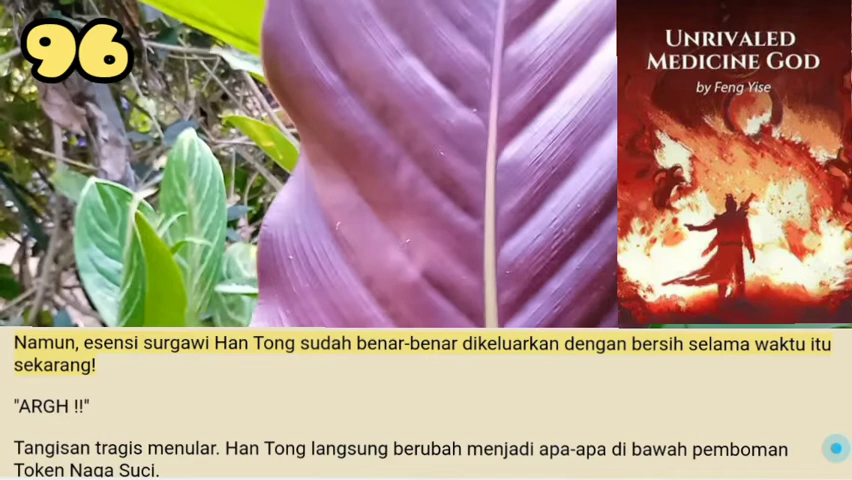 96
UNRIVALED
MEDICINE GOD
by Feng Yise
Namun, esensi surgawi Han Tong sudah benar-benar dikeluarkan dengan bersih selama waktu itu
sekarang!
"ARGH !!"
Tangisan tragis menular. Han Tong langsung berubah menjadi apa-apa di bawah pemboman
Token Naga Suci.